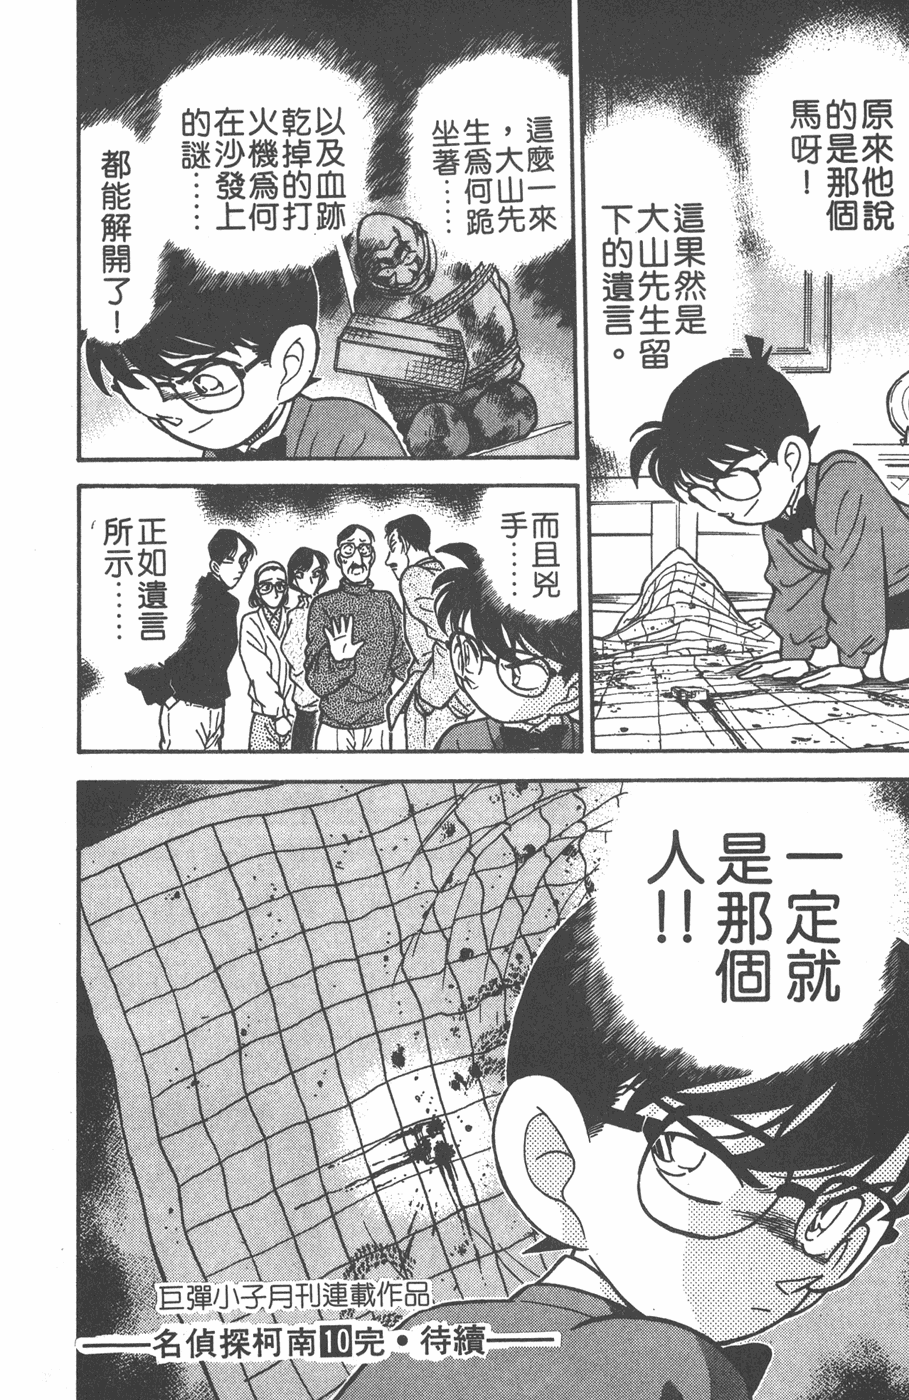 原來他說
的是那個
馬呀！
這果然是
大山先生留
下的遺言。
這麼一來
，大山先
生為何跪
坐著……
以及血跡
乾掉的打
火機為何
在沙發上
的謎……
都能解開了！
而且兇
手……
正如遺言
所示……
一定就
是那個
人!!
巨彈小子月刊連載作品
名偵探柯南10完・待續